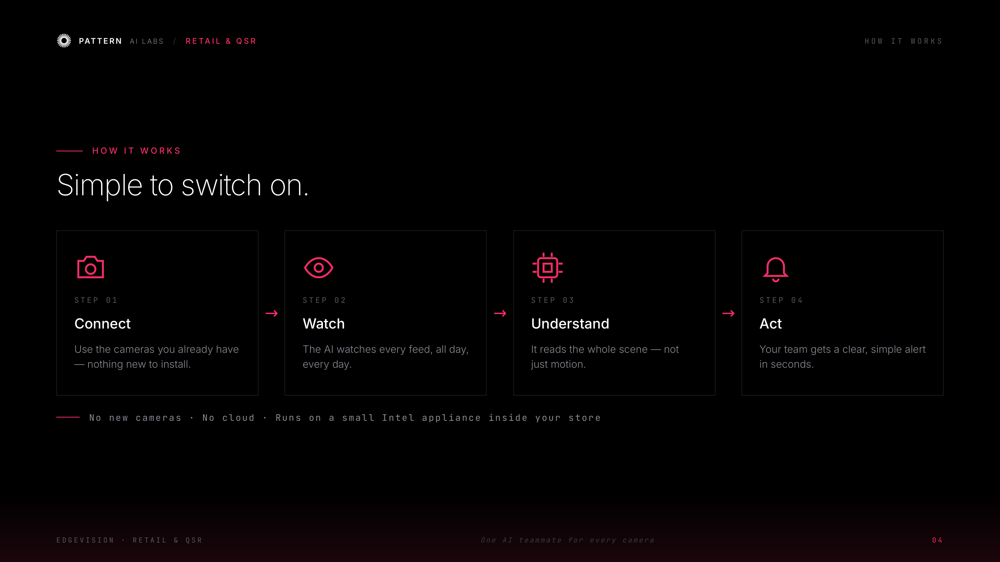 PATTERN AI LABS / RETAIL & QSR
HOW IT WORKS
HOW IT WORKS
Simple to switch on.
STEP 01
Connect
Use the cameras you already have
— nothing new to install.
→
STEP 02
Watch
The AI watches every feed, all day,
every day.
→
STEP 03
Understand
It reads the whole scene — not
just motion.
→
STEP 04
Act
Your team gets a clear, simple alert
in seconds.
No new cameras · No cloud · Runs on a small Intel appliance inside your store
EDGEVISION · RETAIL & QSR
One AI teammate for every camera
04